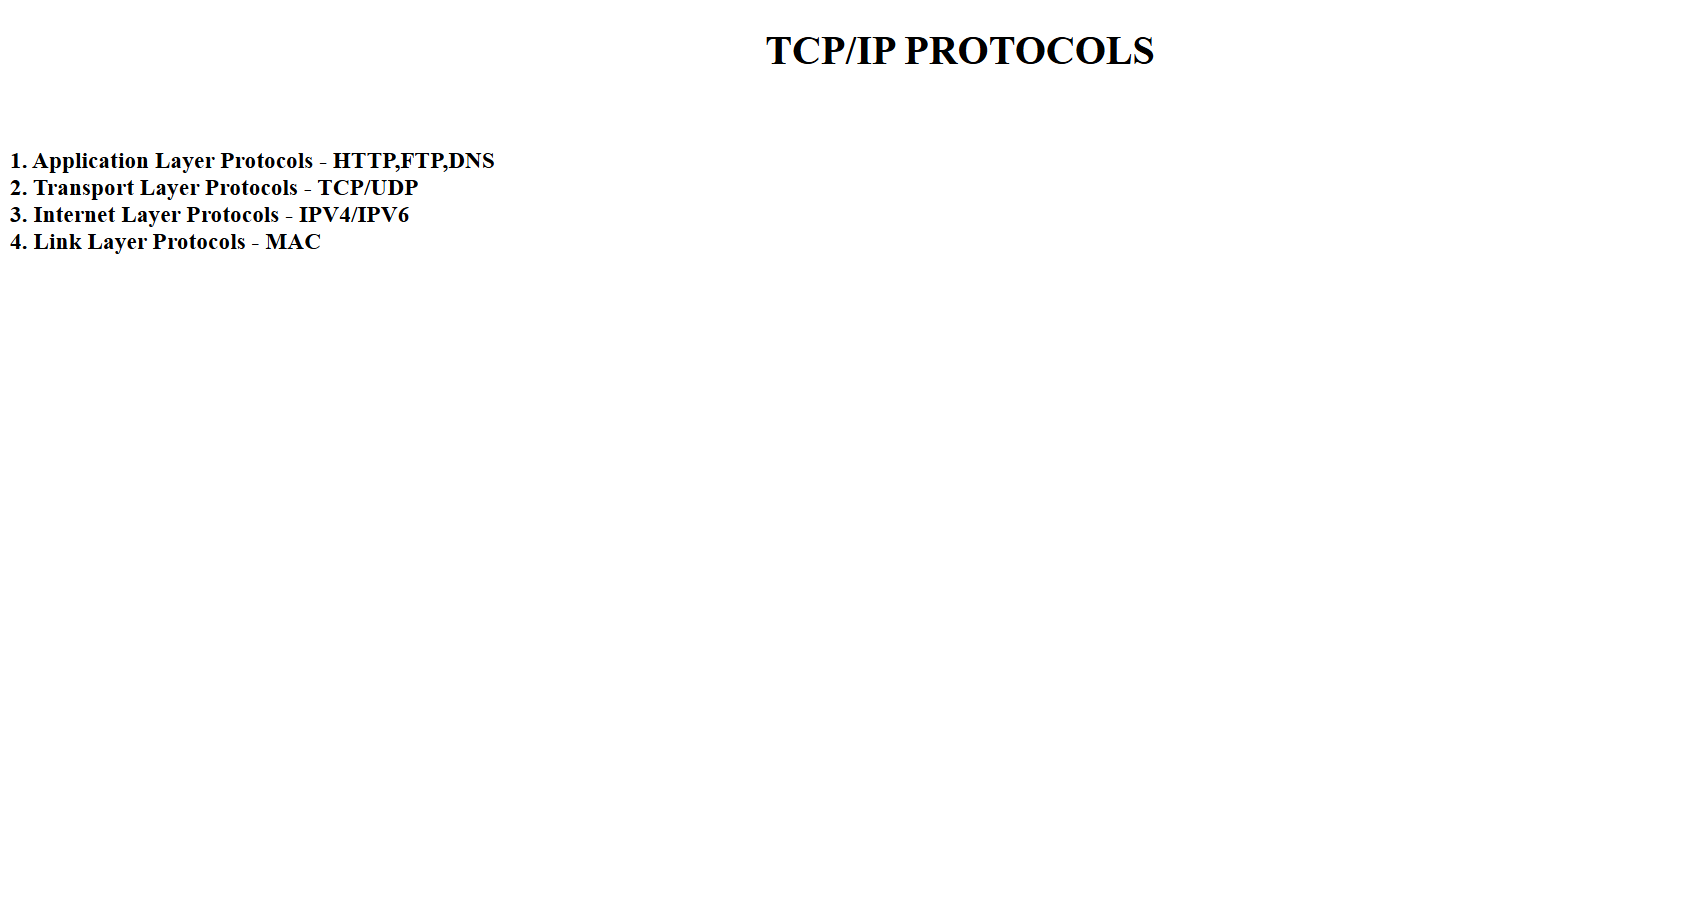 TCP/IP PROTOCOLS
1. Application Layer Protocols - HTTP,FTP,DNS
2. Transport Layer Protocols - TCP/UDP
3. Internet Layer Protocols - IPV4/IPV6
4. Link Layer Protocols - MAC